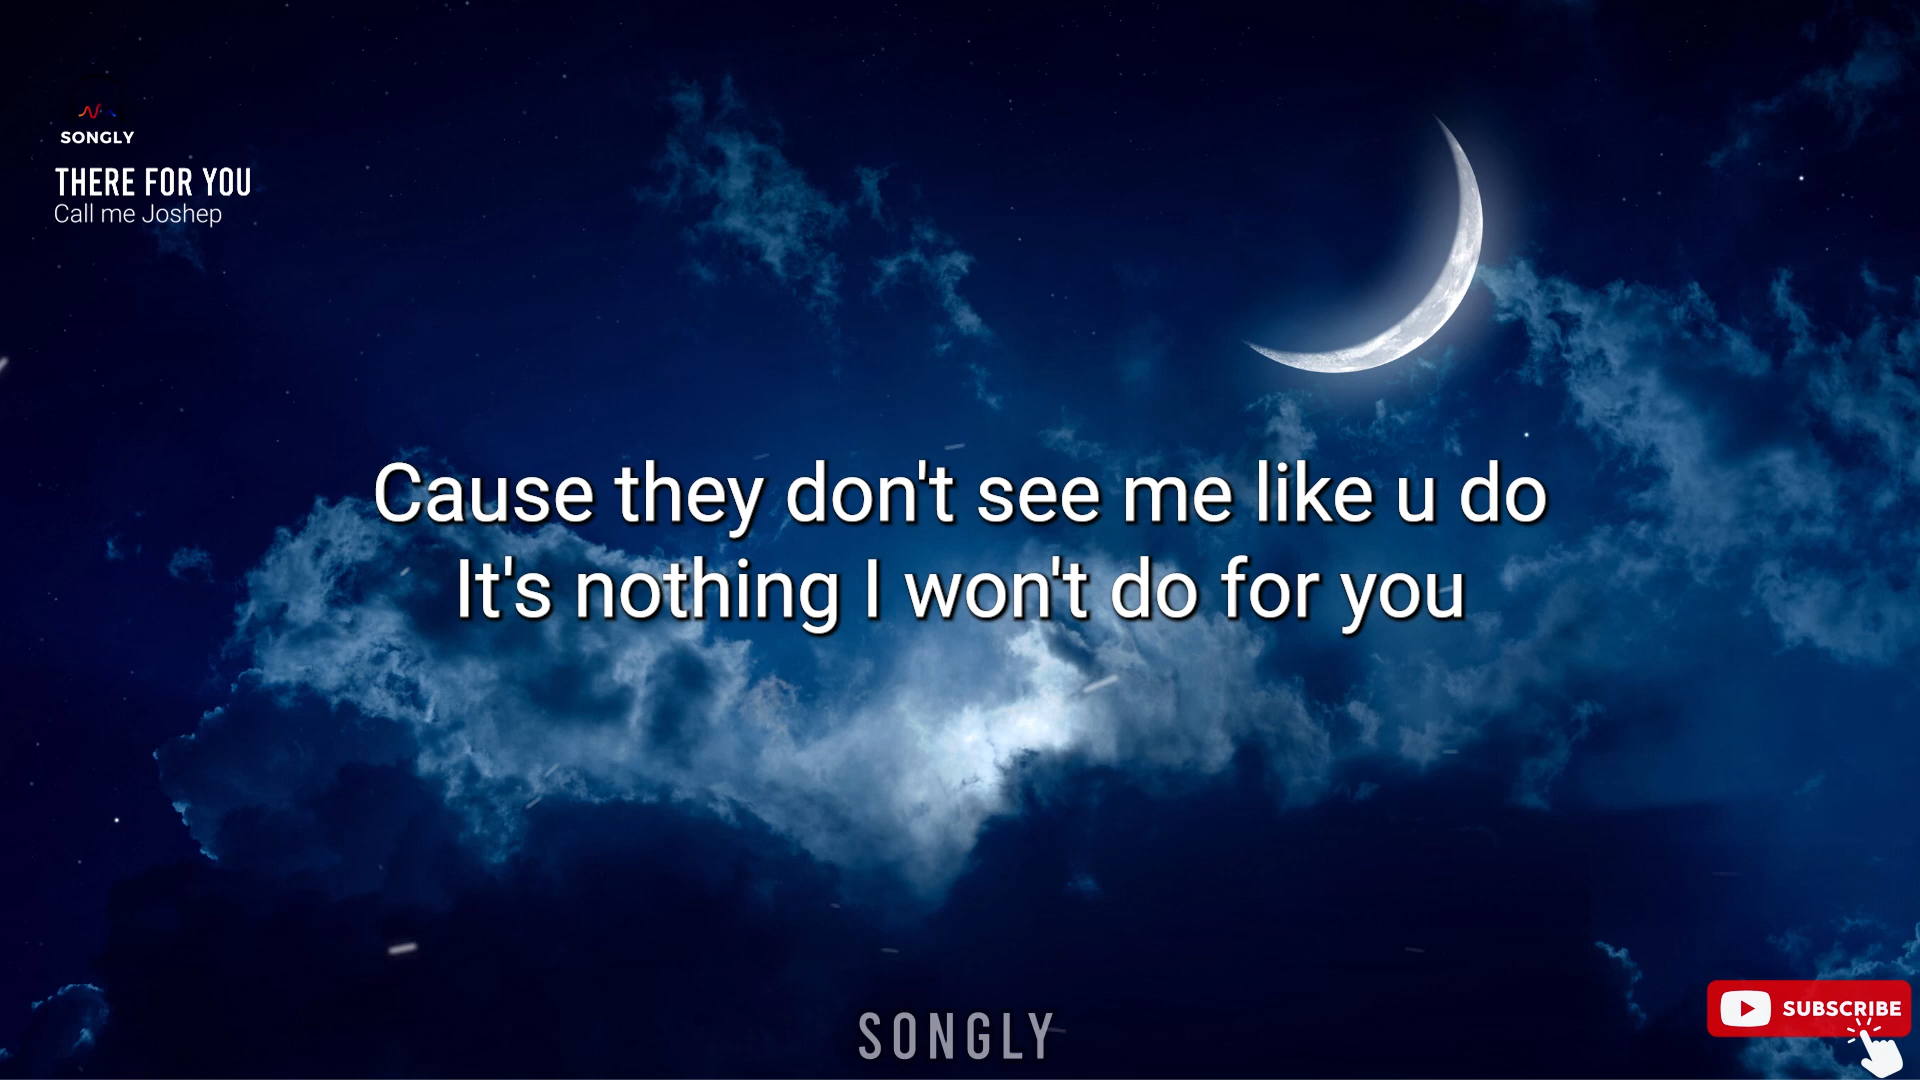 SONGLY
THERE FOR YOU
Call me Joshep
Cause they don't see me like u do
It's nothing I won't do for you
SONGLY
SUBSCRIBE